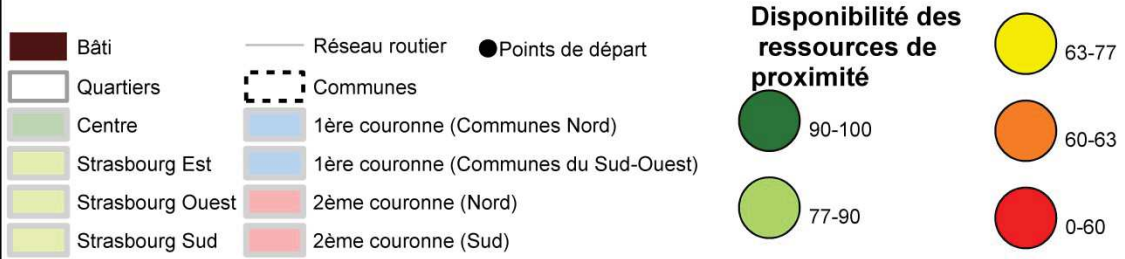 Bâti
Quartiers
Centre
Strasbourg Est
Strasbourg Ouest
Strasbourg Sud
Réseau routier
Communes
1ère couronne (Communes Nord)
1ère couronne (Communes du Sud-Ouest)
2ème couronne (Nord)
2ème couronne (Sud)
Points de départ
Disponibilité des
ressources de
proximité
90-100
77-90
63-77
60-63
0-60